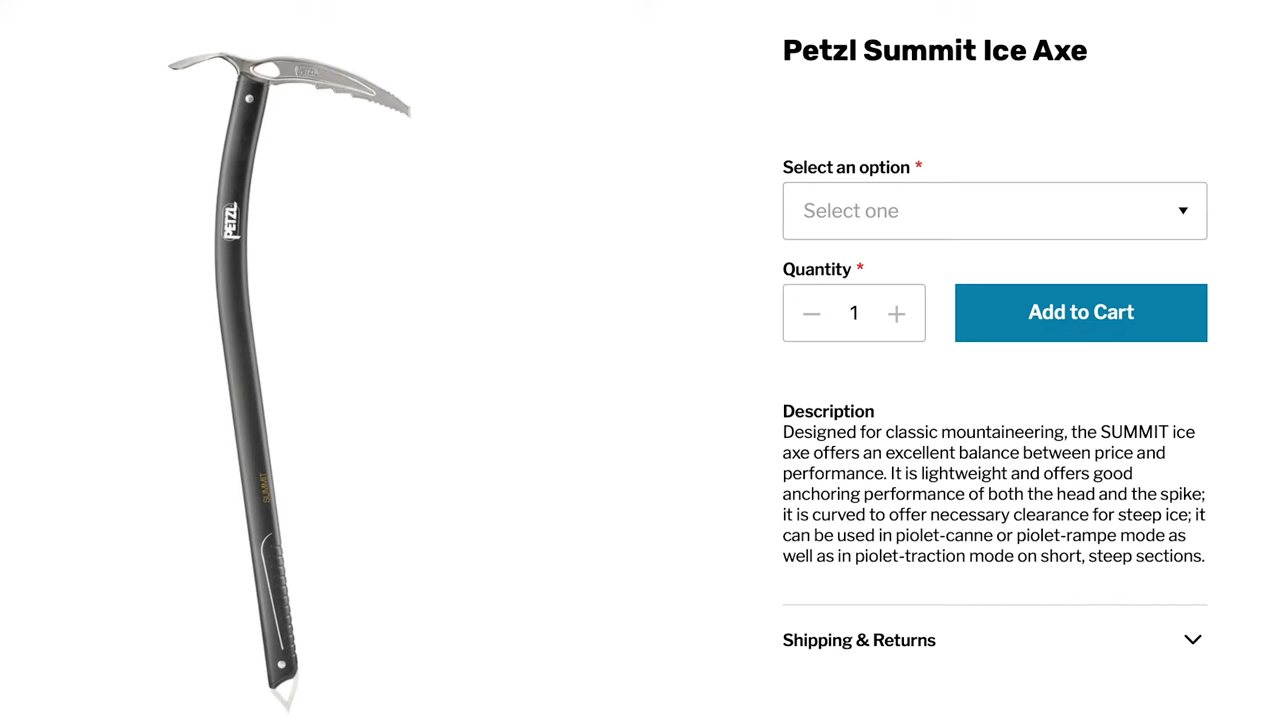 Petzl Summit Ice Axe
Select an option *
Select one
Quantity *
1
Add to Cart
Description
Designed for classic mountaineering, the SUMMIT ice
axe offers an excellent balance between price and
performance. It is lightweight and offers good
anchoring performance of both the head and the spike;
it is curved to offer necessary clearance for steep ice; it
can be used in piolet-canne or piolet-rampe mode as
well as in piolet-traction mode on short, steep sections.
Shipping & Returns
PETZL
SUMMIT